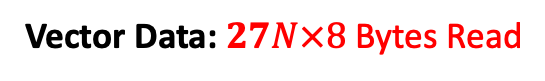 Vector Data: 27N×8 Bytes Read